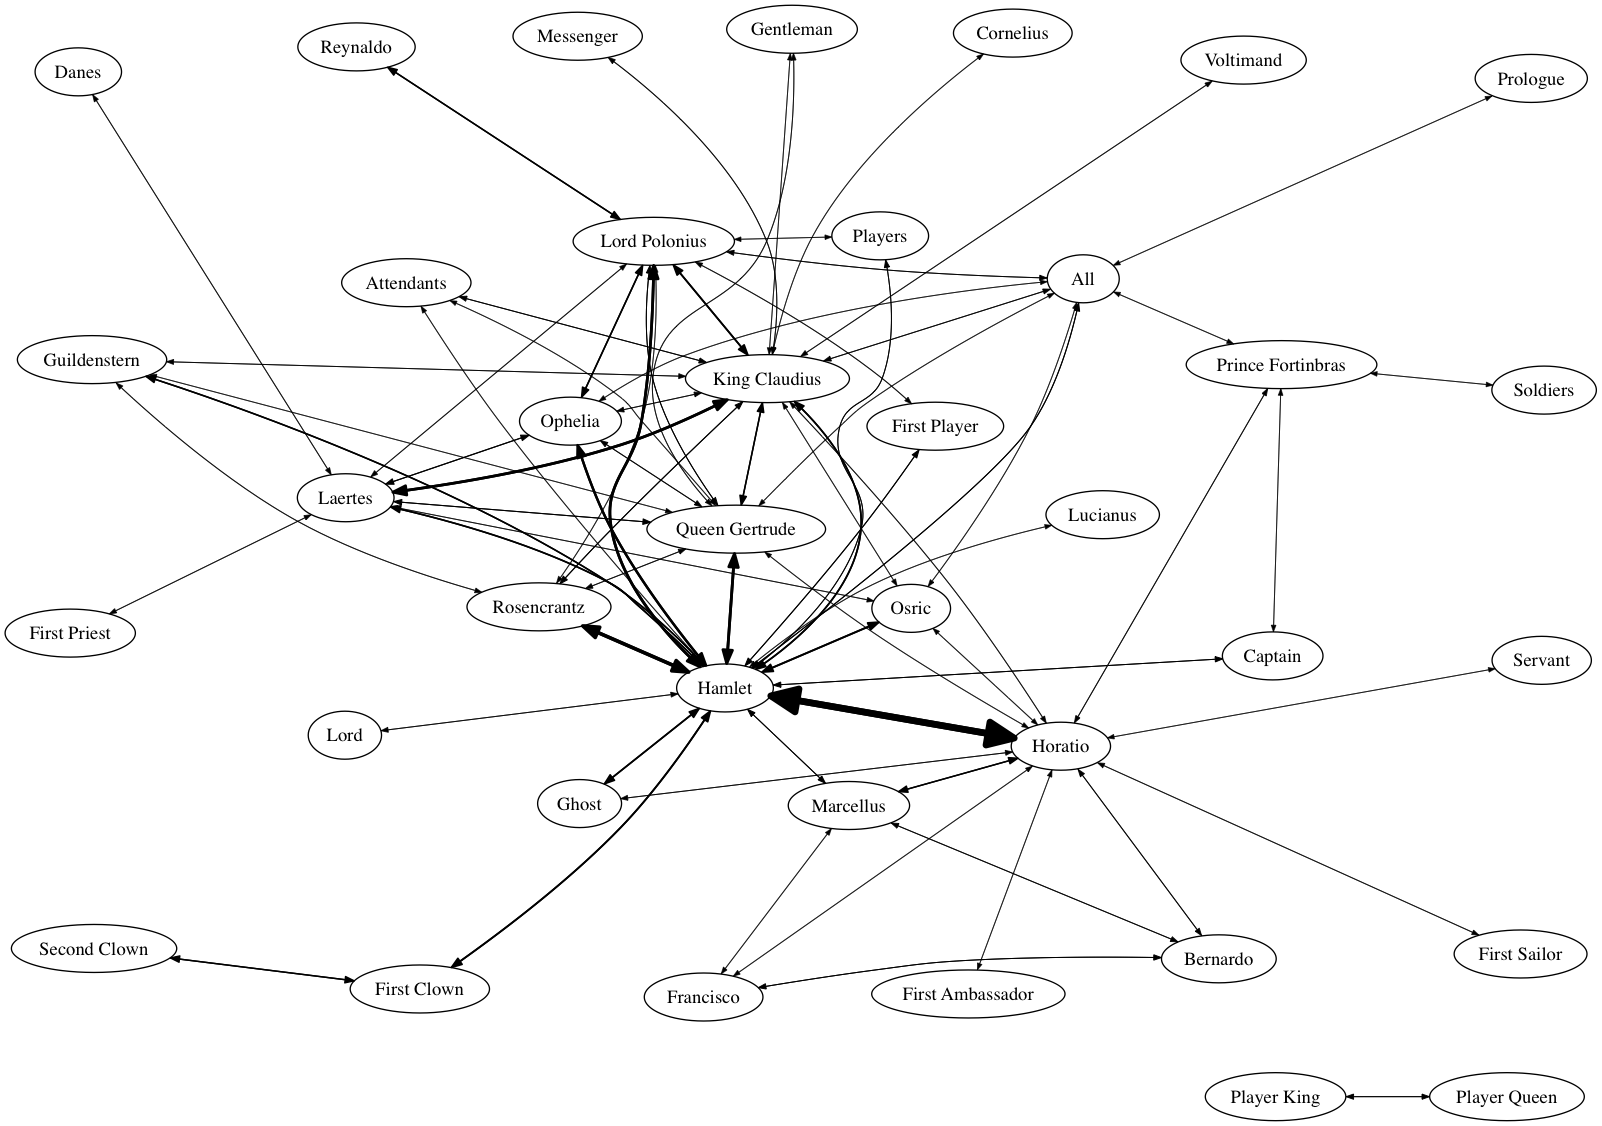 Gentleman
Cornelius
Messenger
Reynaldo
Voltimand
Danes
Prologue
Players
Lord Polonius
All
Attendants
Guildenstern
Prince Fortinbras
King Claudius
Soldiers
Ophelia
First Player
Laertes
Lucianus
Queen Gertrude
Rosencrantz
Osric
First Priest
Captain
Servant
Hamlet
Lord
Horatio
Ghost
Marcellus
Second Clown
First Sailor
Bernardo
First Clown
First Ambassador
Francisco
Player King
Player Queen